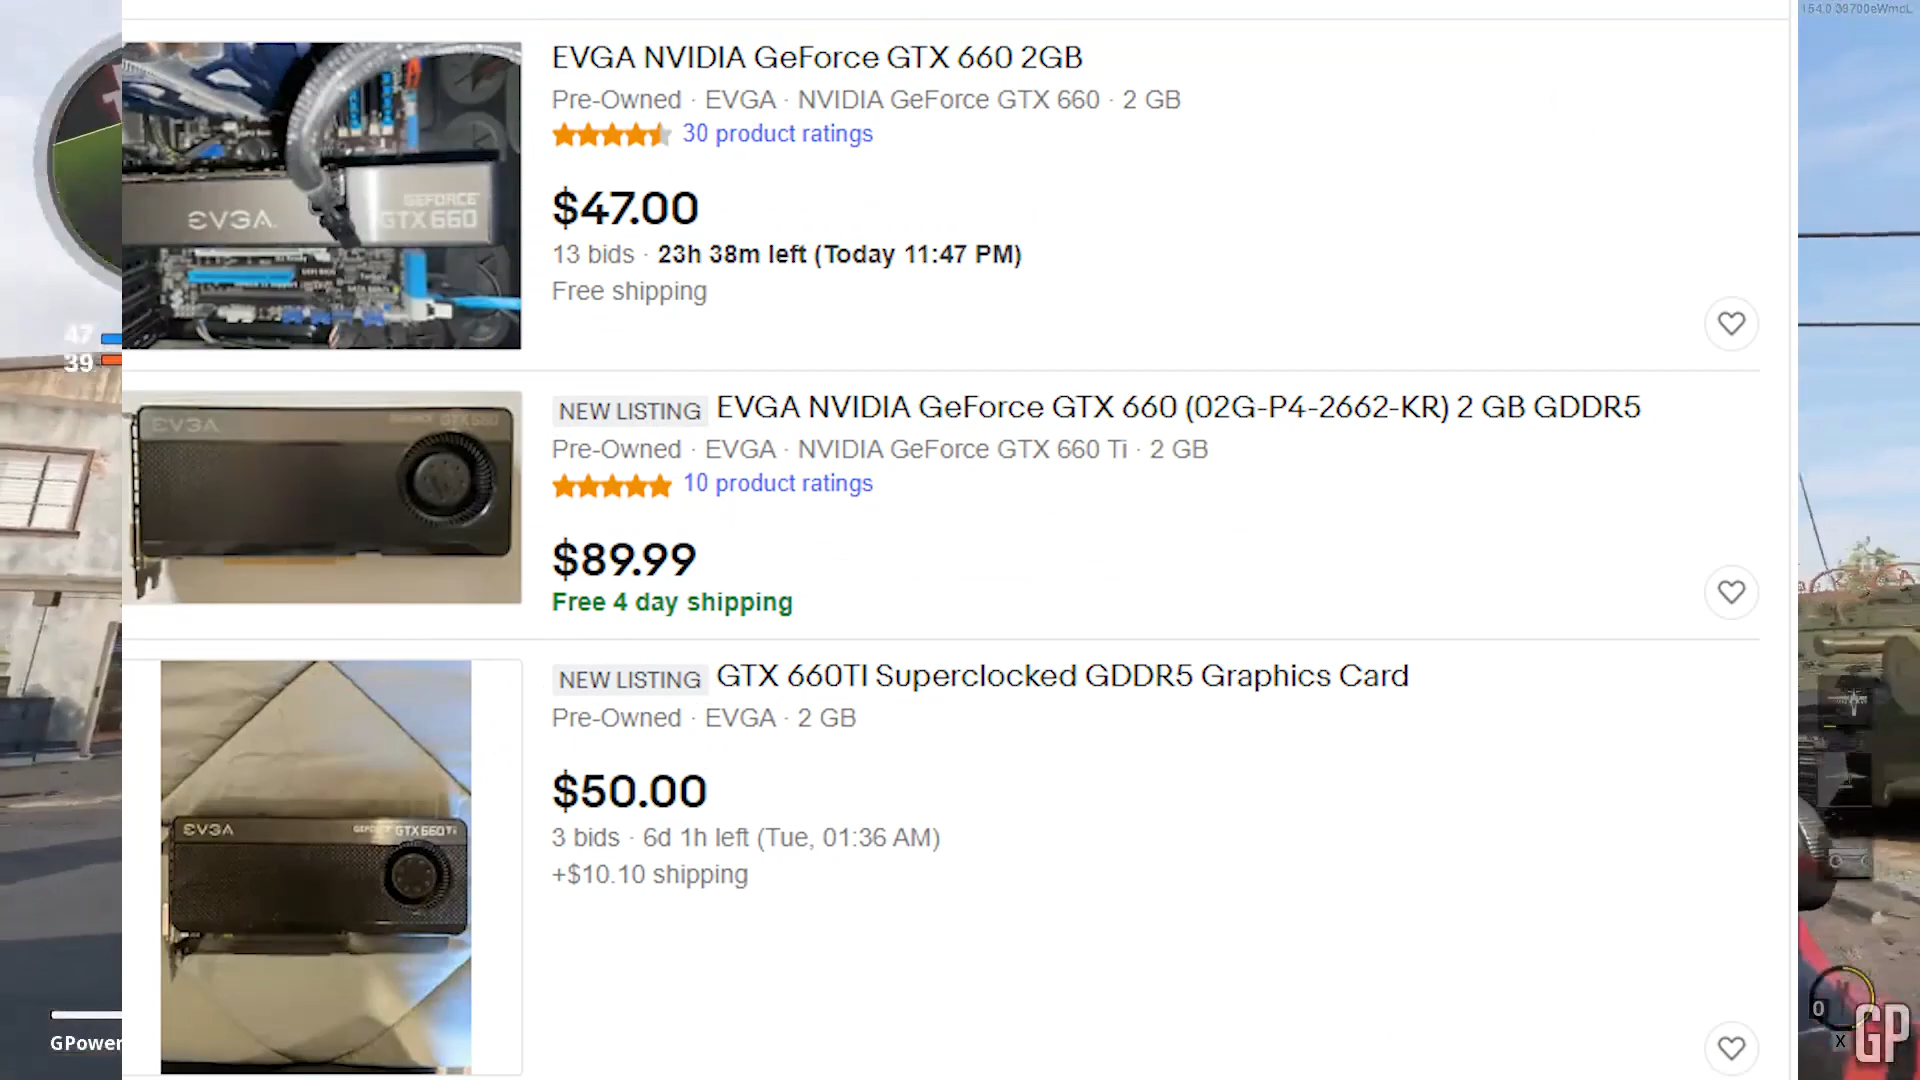 EVGA NVIDIA GeForce GTX 660 2GB
Pre-Owned · EVGA · NVIDIA GeForce GTX 660 · 2 GB
30 product ratings
$47.00
13 bids · 23h 38m left (Today 11:47 PM)
Free shipping
EVGA
GEFORCE
GTX 660
47
39
NEW LISTING EVGA NVIDIA GeForce GTX 660 (02G-P4-2662-KR) 2 GB GDDR5
Pre-Owned · EVGA · NVIDIA GeForce GTX 660 Ti · 2 GB
10 product ratings
$89.99
Free 4 day shipping
EVGA
GTX 660
NEW LISTING GTX 660TI Superclocked GDDR5 Graphics Card
Pre-Owned · EVGA · 2 GB
$50.00
3 bids · 6d 1h left (Tue, 01:36 AM)
+$10.10 shipping
EVGA
GEFORCE GTX 660 Ti
GPower
0
X
GP